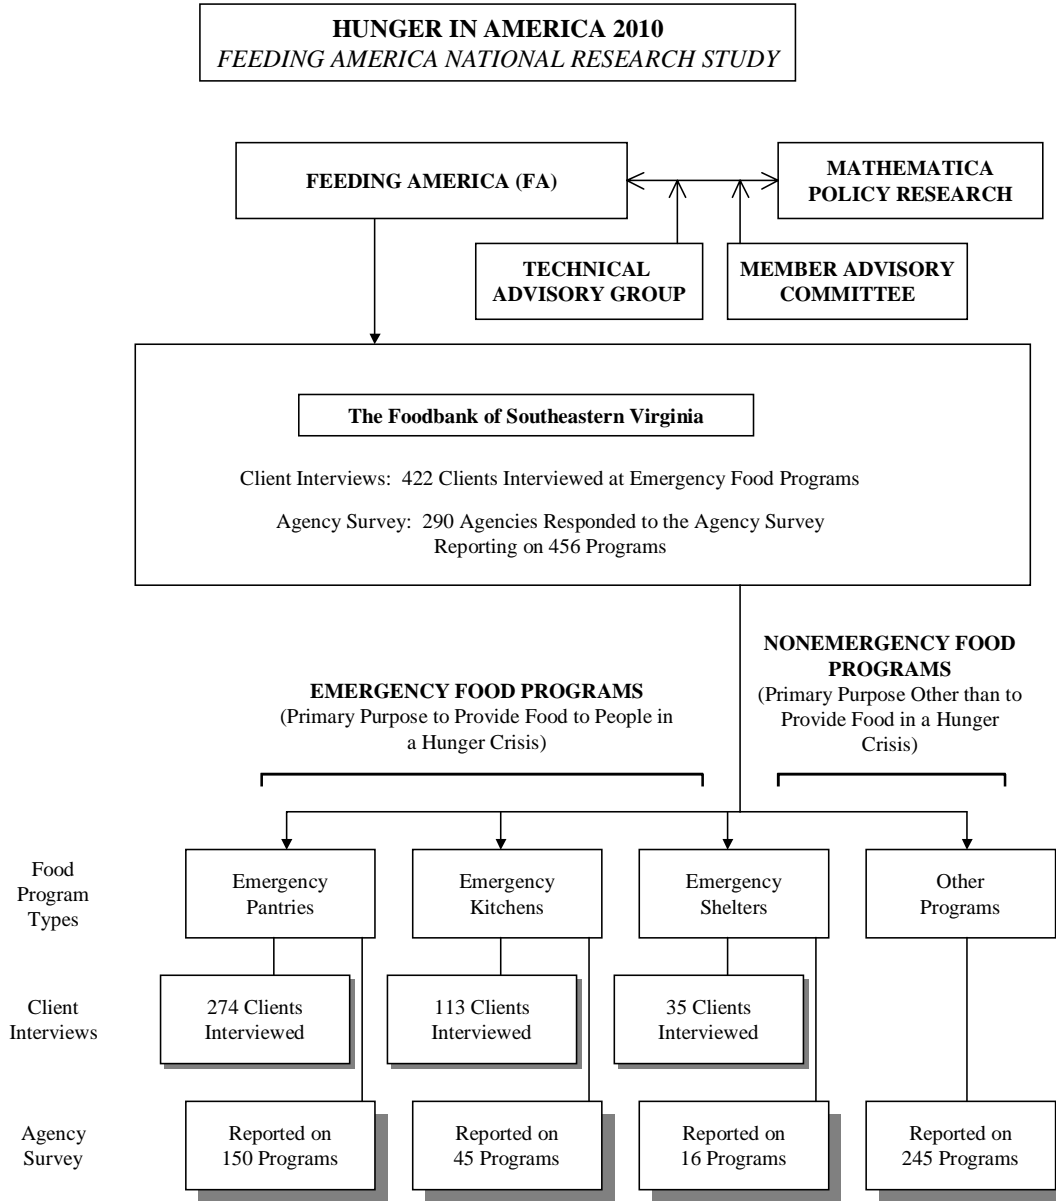 HUNGER IN AMERICA 2010
FEEDING AMERICA NATIONAL RESEARCH STUDY
FEEDING AMERICA (FA)
MATHEMATICA
POLICY RESEARCH
TECHNICAL
ADVISORY GROUP
MEMBER ADVISORY
COMMITTEE
The Foodbank of Southeastern Virginia
Client Interviews:  422 Clients Interviewed at Emergency Food Programs
Agency Survey:  290 Agencies Responded to the Agency Survey
Reporting on 456 Programs
EMERGENCY FOOD PROGRAMS
(Primary Purpose to Provide Food to People in
a Hunger Crisis)
NONEMERGENCY FOOD
PROGRAMS
(Primary Purpose Other than to
Provide Food in a Hunger
Crisis)
Food
Program
Types
Emergency
Pantries
Emergency
Kitchens
Emergency
Shelters
Other
Programs
Client
Interviews
274 Clients
Interviewed
113 Clients
Interviewed
35 Clients
Interviewed
Agency
Survey
Reported on
150 Programs
Reported on
45 Programs
Reported on
16 Programs
Reported on
245 Programs